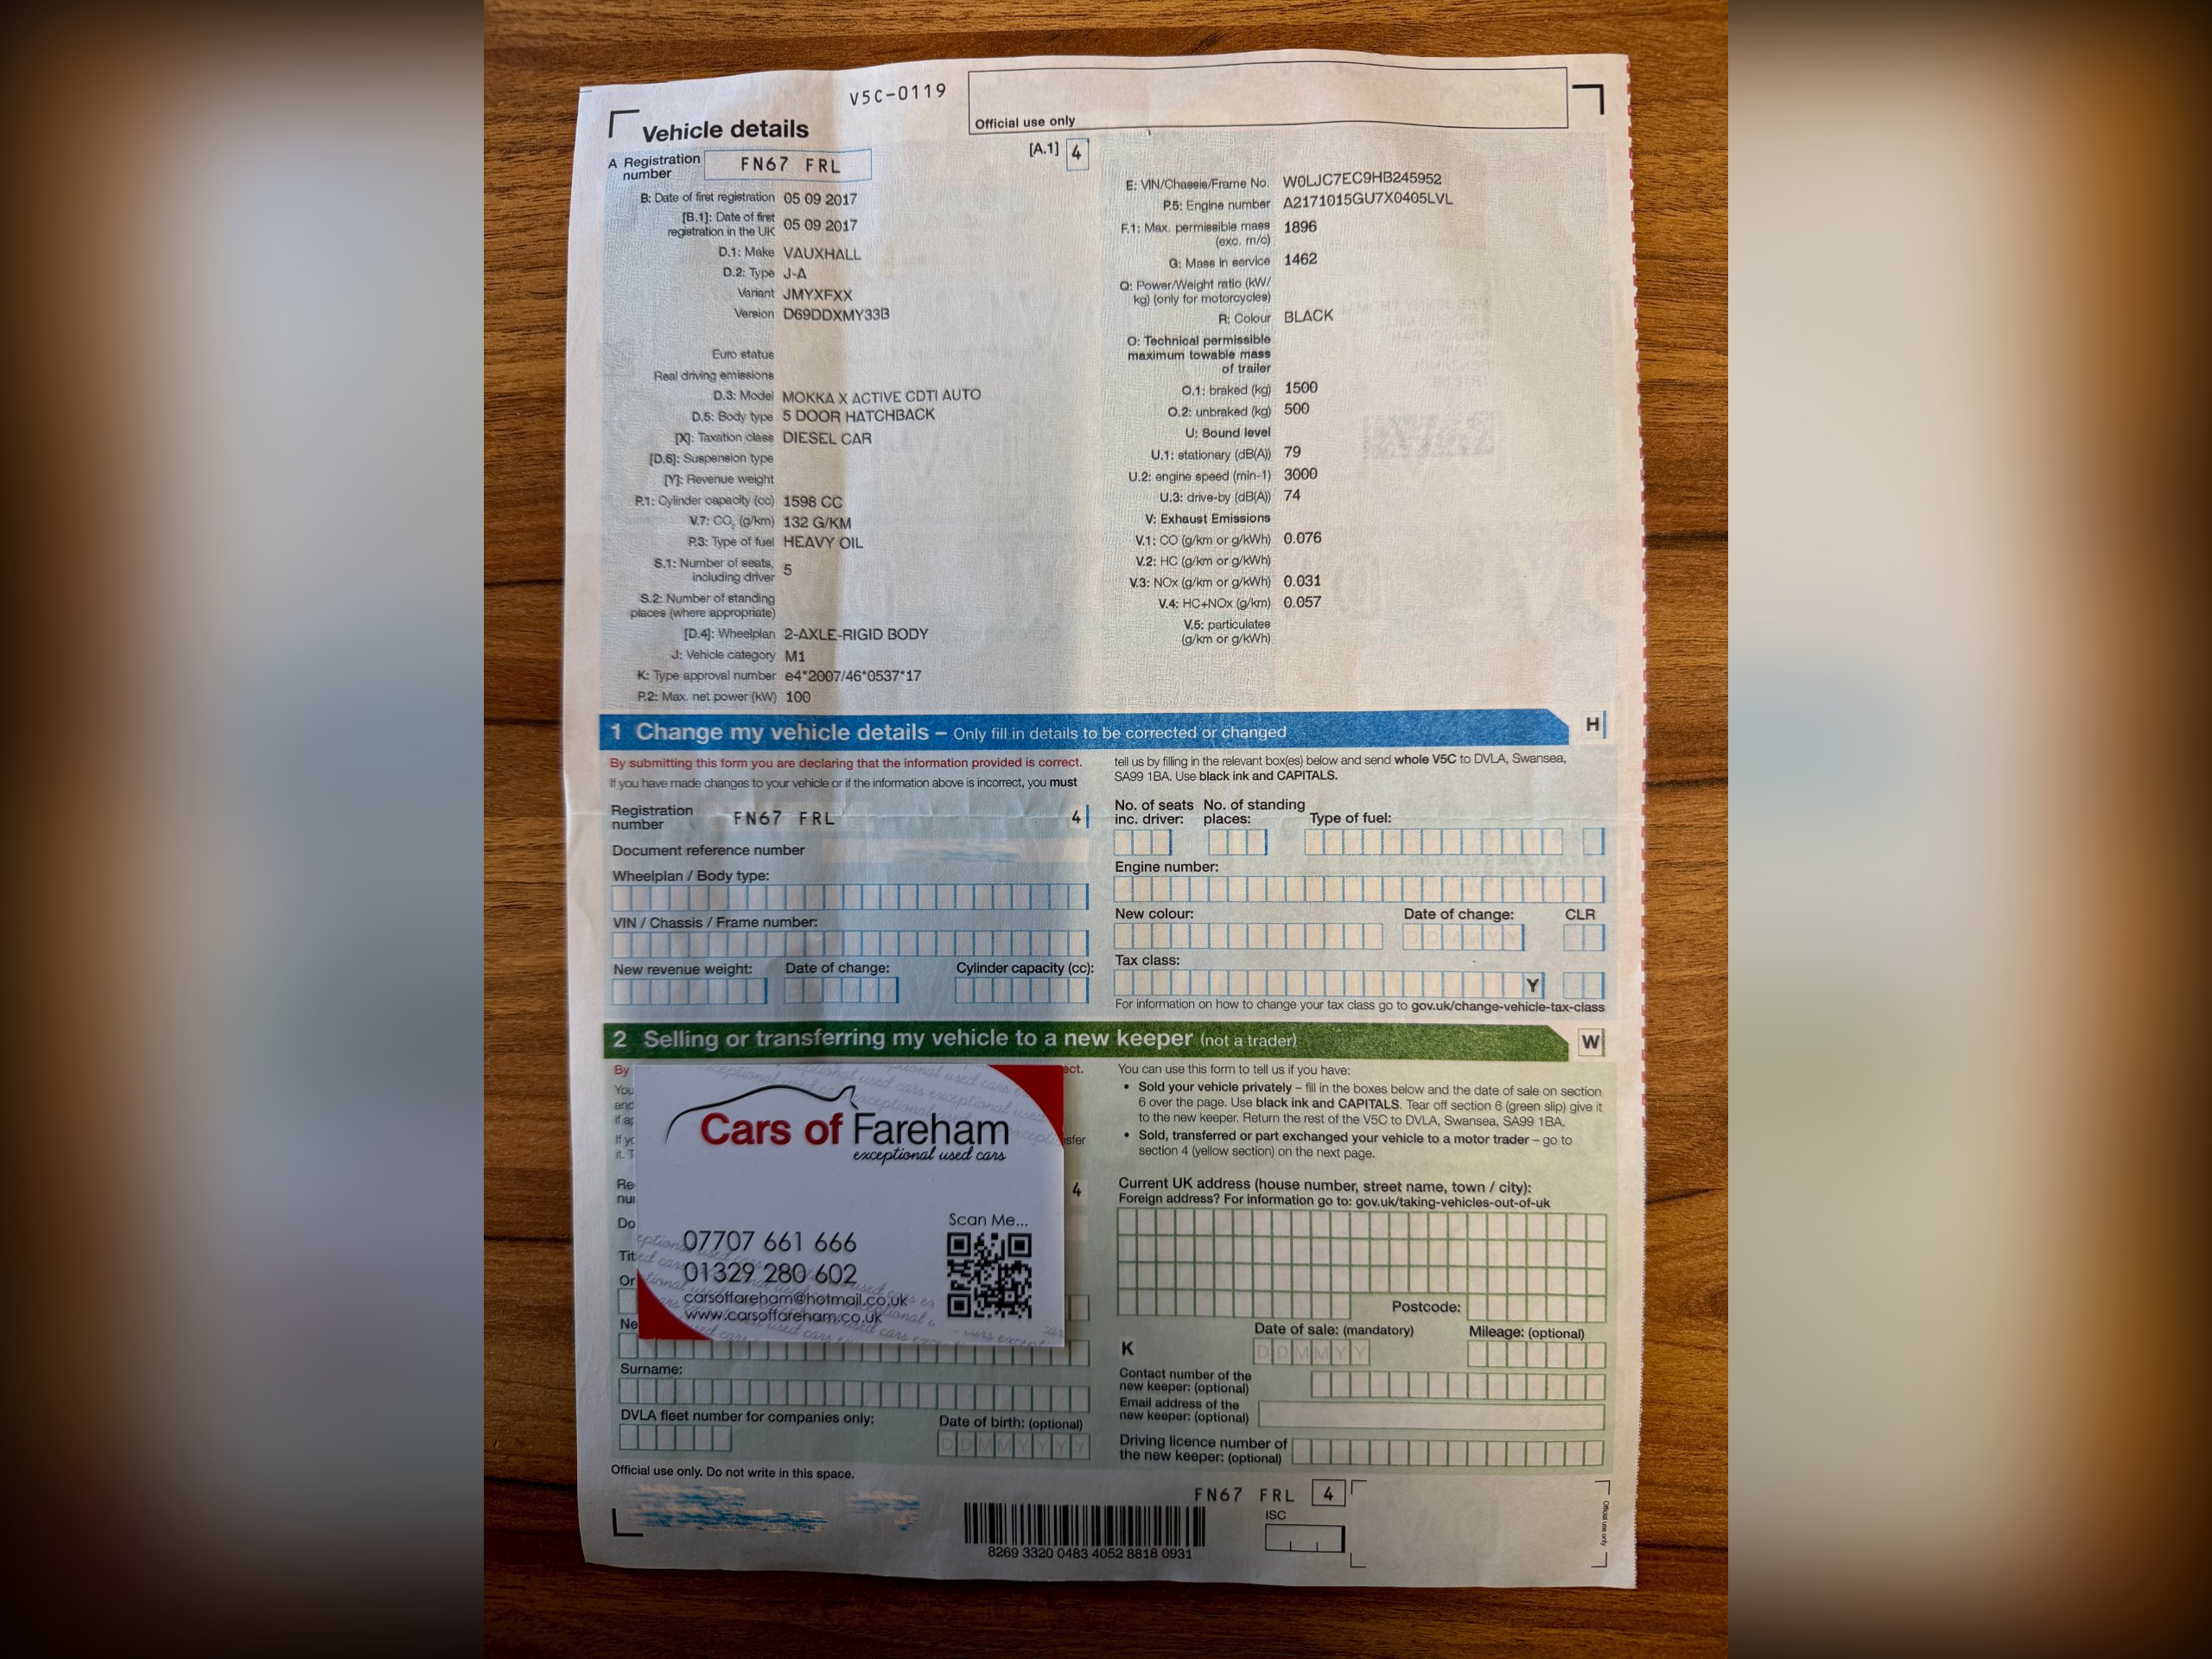 V5C-0119
Official use only
Vehicle details
A Registration number FN67 FRL
[A.1] 4
B: Date of first registration 05 09 2017
[B.1]: Date of first registration in the UK 05 09 2017
D.1: Make VAUXHALL
D.2: Type J-A
Variant JMYXFXX
Version D69DDXMY33B
Euro status
Real driving emissions
D.3: Model MOKKA X ACTIVE CDTI AUTO
D.5: Body type 5 DOOR HATCHBACK
[X]: Taxation class DIESEL CAR
[D.6]: Suspension type
[Y]: Revenue weight
P.1: Cylinder capacity (cc) 1598 CC
V.7: CO2 (g/km) 132 G/KM
P.3: Type of fuel HEAVY OIL
S.1: Number of seats, including driver 5
S.2: Number of standing places (where appropriate)
[D.4]: Wheelplan 2-AXLE-RIGID BODY
J: Vehicle category M1
K: Type approval number e4*2007/46*0537*17
P.2: Max. net power (kW) 100
E: VIN/Chassis/Frame No. W0LJC7EC9HB245952
P.5: Engine number A2171015GU7X0405LVL
F.1: Max. permissible mass (exc. m/c) 1896
G: Mass in service 1462
Q: Power/Weight ratio (kW/kg) (only for motorcycles)
R: Colour BLACK
O: Technical permissible maximum towable mass of trailer
O.1: braked (kg) 1500
O.2: unbraked (kg) 500
U: Sound level
U.1: stationary (dB(A)) 79
U.2: engine speed (min-1) 3000
U.3: drive-by (dB(A)) 74
V: Exhaust Emissions
V.1: CO (g/km or g/kWh) 0.076
V.2: HC (g/km or g/kWh)
V.3: NOx (g/km or g/kWh) 0.031
V.4: HC+NOx (g/km) 0.057
V.5: particulates (g/km or g/kWh)
1 Change my vehicle details – Only fill in details to be corrected or changed
H
By submitting this form you are declaring that the information provided is correct.
If you have made changes to your vehicle or if the information above is incorrect, you must
tell us by filling in the relevant box(es) below and send whole V5C to DVLA, Swansea,
SA99 1BA. Use black ink and CAPITALS.
Registration number FN67 FRL 4
Document reference number
Wheelplan / Body type:
VIN / Chassis / Frame number:
New revenue weight: Date of change: Cylinder capacity (cc):
No. of seats inc. driver: No. of standing places: Type of fuel:
Engine number:
New colour: Date of change: CLR
DDMMYY
Tax class:
Y
For information on how to change your tax class go to gov.uk/change-vehicle-tax-class
2 Selling or transferring my vehicle to a new keeper (not a trader)
W
By
You
and
Cars of Fareham
exceptional used cars
Scan Me...
07707 661 666
01329 280 602
carsoffareham@hotmail.co.uk
www.carsoffareham.co.uk
4
Surname:
DVLA fleet number for companies only: Date of birth: (optional)
DDMMYYYY
You can use this form to tell us if you have:
• Sold your vehicle privately – fill in the boxes below and the date of sale on section
6 over the page. Use black ink and CAPITALS. Tear off section 6 (green slip) give it
to the new keeper. Return the rest of the V5C to DVLA, Swansea, SA99 1BA.
• Sold, transferred or part exchanged your vehicle to a motor trader – go to
section 4 (yellow section) on the next page.
Current UK address (house number, street name, town / city):
Foreign address? For information go to: gov.uk/taking-vehicles-out-of-uk
Postcode:
K
Date of sale: (mandatory) Mileage: (optional)
DDMMYY
Contact number of the new keeper: (optional)
Email address of the new keeper: (optional)
Driving licence number of the new keeper: (optional)
Official use only. Do not write in this space.
FN67 FRL 4
ISC
8269 3320 0483 4052 8818 0931
Official use only